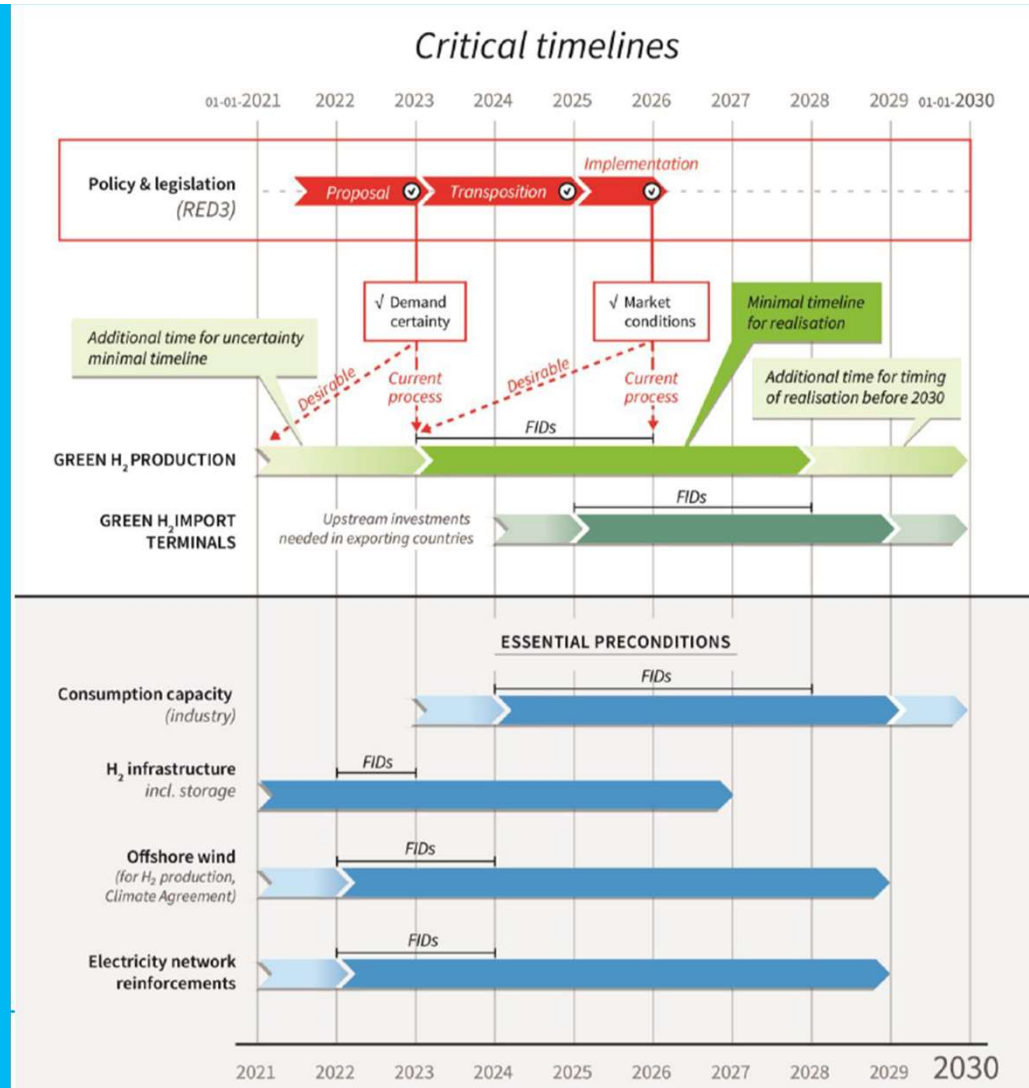 Critical timelines
01-01-2021 2022 2023 2024 2025 2026 2027 2028 2029 01-01-2030
Implementation
Policy & legislation
(RED3)
Proposal
Transposition
√ Demand
certainty
√ Market
conditions
Minimal timeline
for realisation
Additional time for uncertainty
minimal timeline
Desirable
Current
process
Desirable
Current
process
Additional time for timing
of realisation before 2030
FIDs
GREEN H₂ PRODUCTION
FIDs
GREEN H₂IMPORT
TERMINALS
Upstream investments
needed in exporting countries
ESSENTIAL PRECONDITIONS
FIDs
Consumption capacity
(industry)
FIDs
H₂ infrastructure
incl. storage
FIDs
Offshore wind
(for H₂ production,
Climate Agreement)
FIDs
Electricity network
reinforcements
2021 2022 2023 2024 2025 2026 2027 2028 2029 2030